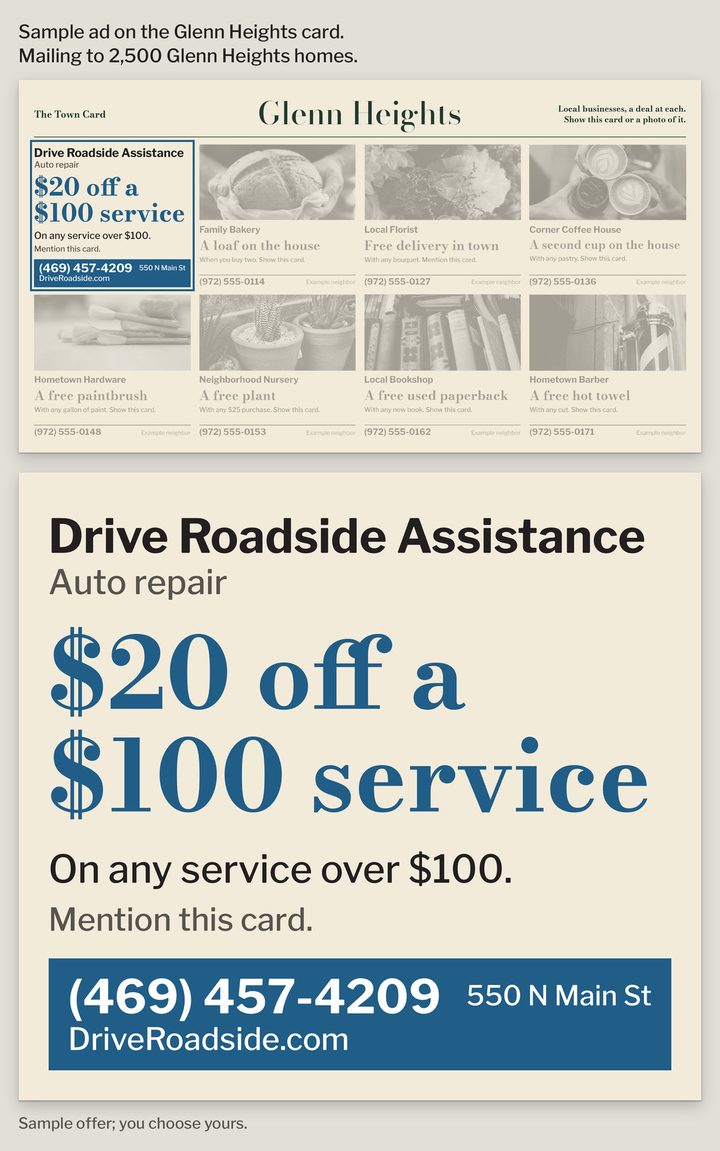 Sample ad on the Glenn Heights card.
Mailing to 2,500 Glenn Heights homes.
The Town Card
Glenn Heights
Local businesses, a deal at each.
Show this card or a photo of it.
Drive Roadside Assistance
Auto repair
$20 off a
$100 service
On any service over $100.
Mention this card.
(469) 457-4209 550 N Main St
DriveRoadside.com
Family Bakery
A loaf on the house
When you buy two. Show this card.
(972) 555-0114 Example neighbor
Local Florist
Free delivery in town
With any bouquet. Mention this card.
(972) 555-0127 Example neighbor
Corner Coffee House
A second cup on the house
With any pastry. Show this card.
(972) 555-0136 Example neighbor
Hometown Hardware
A free paintbrush
With any gallon of paint. Show this card.
(972) 555-0148 Example neighbor
Neighborhood Nursery
A free plant
With any $25 purchase. Show this card.
(972) 555-0153 Example neighbor
Local Bookshop
A free used paperback
With any new book. Show this card.
(972) 555-0162 Example neighbor
Hometown Barber
A free hot towel
With any cut. Show this card.
(972) 555-0171 Example neighbor
Drive Roadside Assistance
Auto repair
$20 off a
$100 service
On any service over $100.
Mention this card.
(469) 457-4209 550 N Main St
DriveRoadside.com
Sample offer; you choose yours.